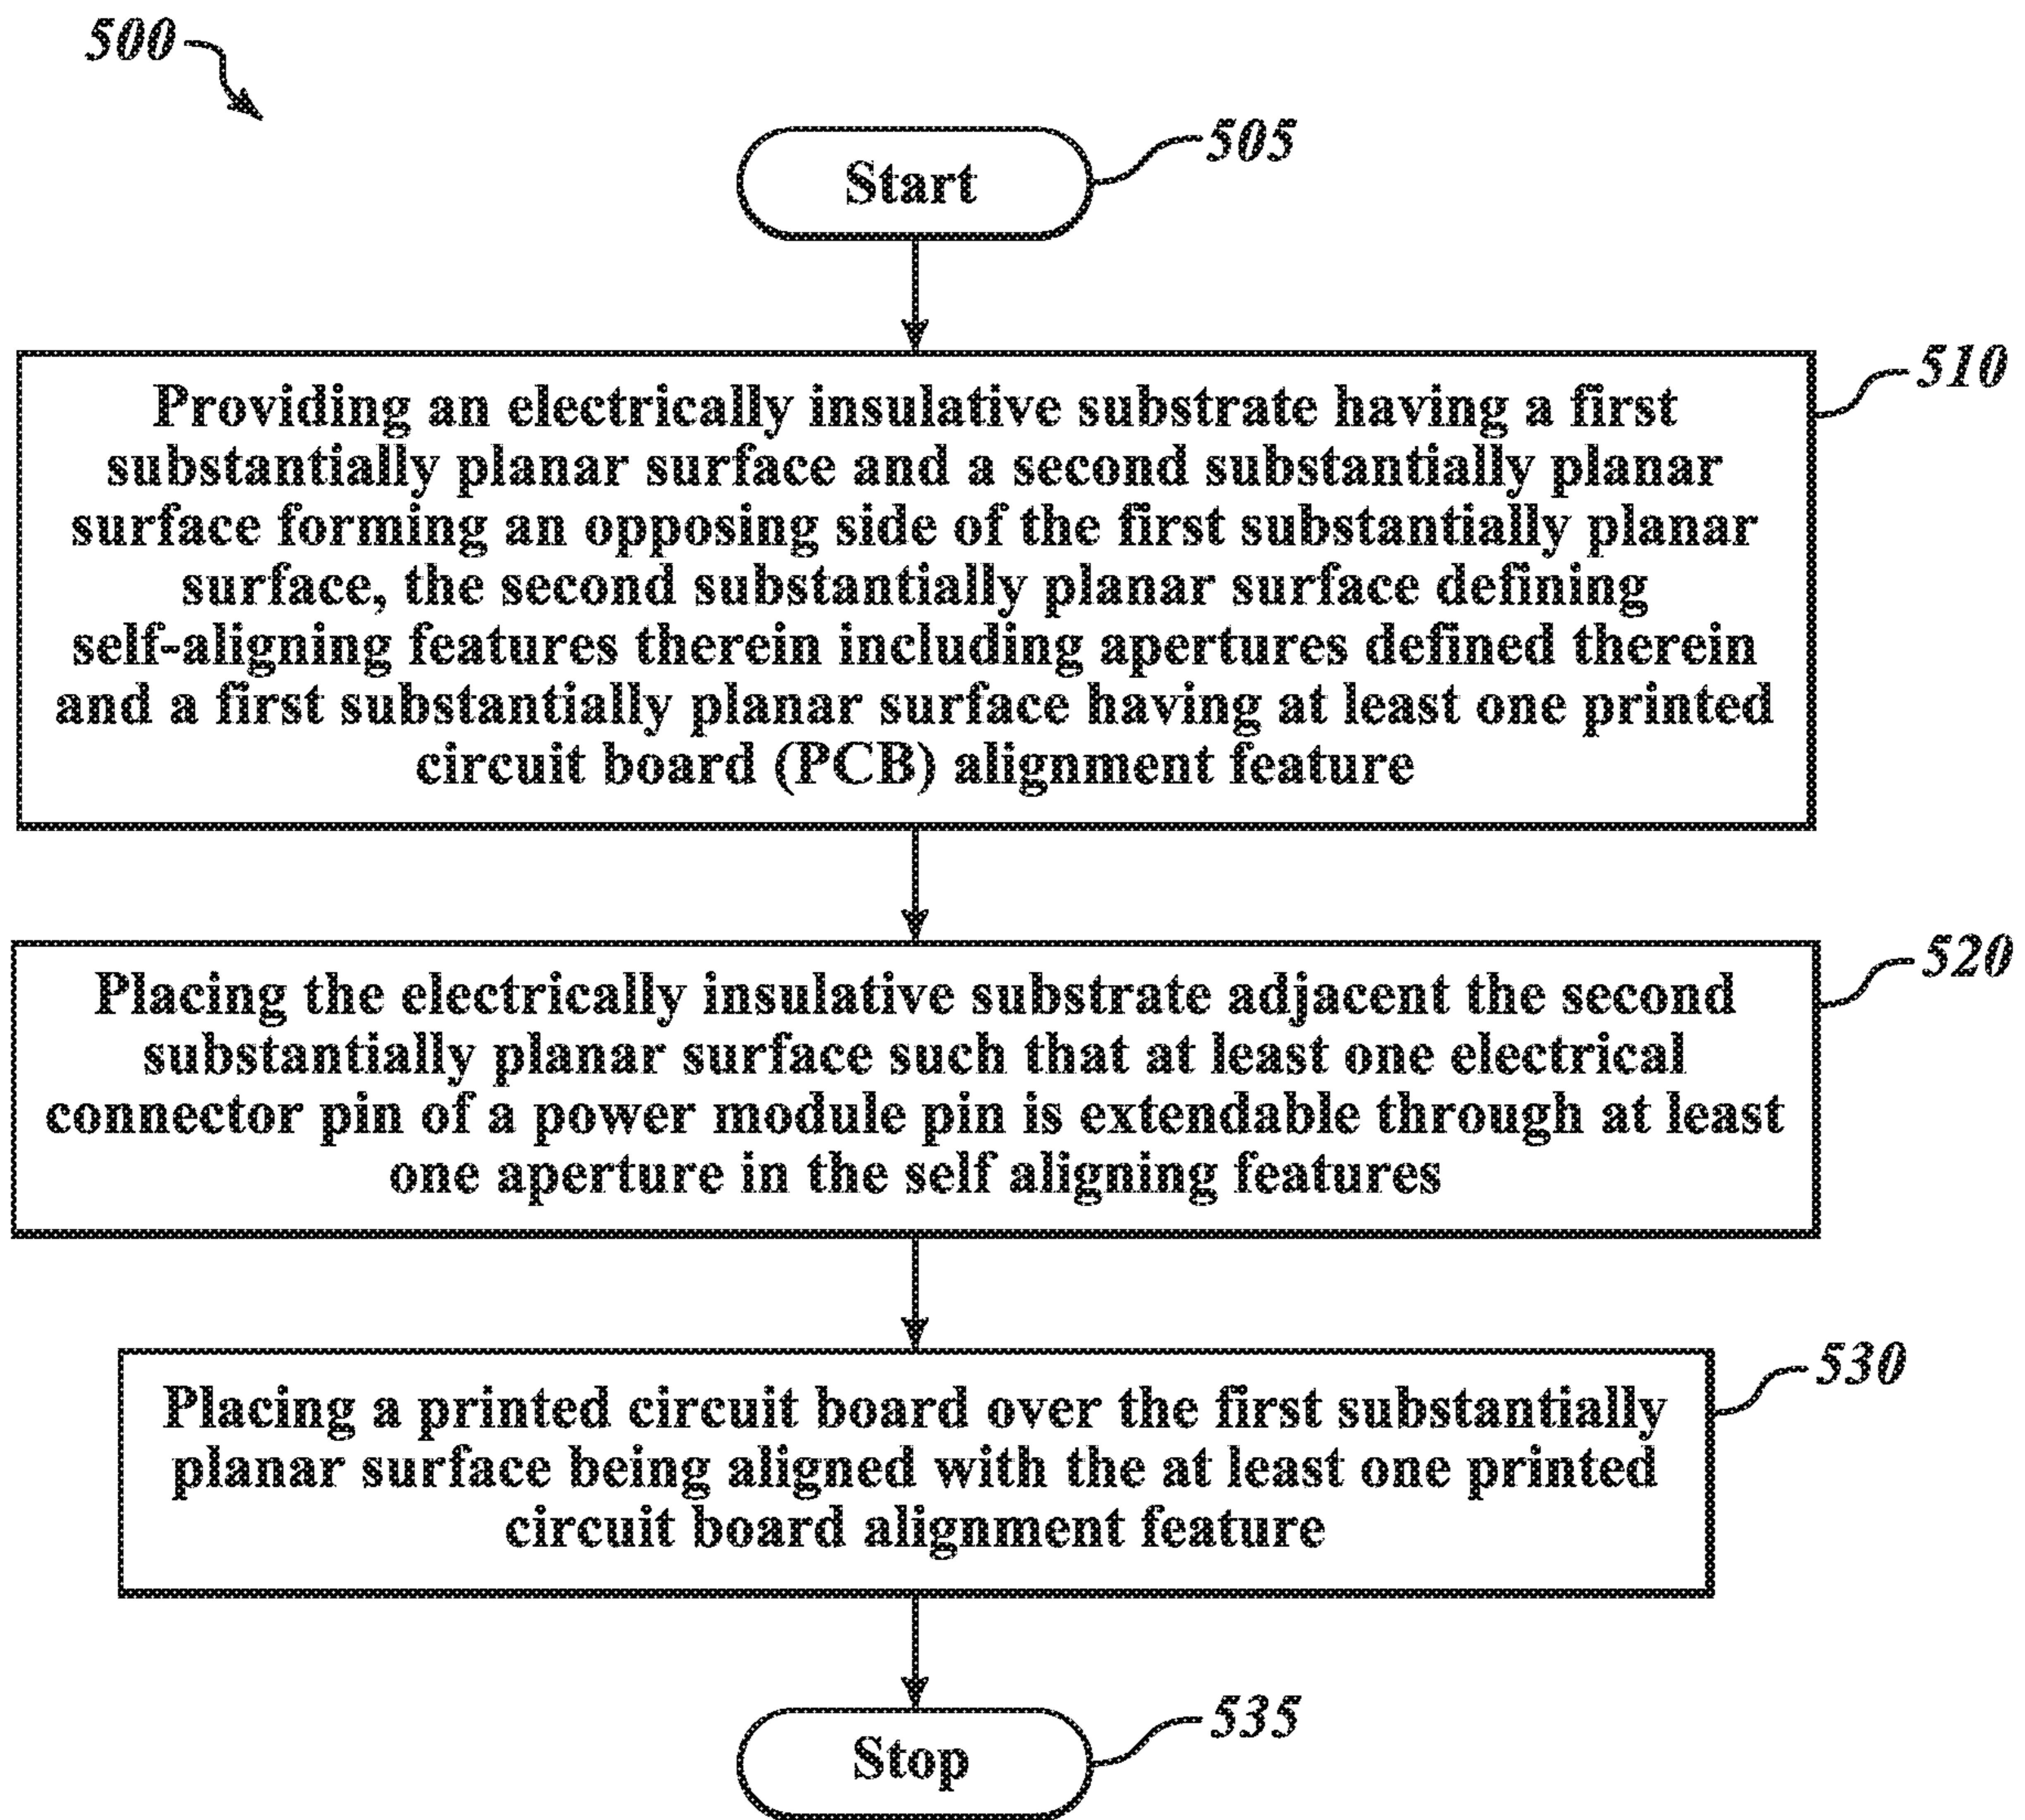 500
Start
505
Providing an electrically insulative substrate having a first
substantially planar surface and a second substantially planar
surface forming an opposing side of the first substantially planar
surface, the second substantially planar surface defining
self-aligning features therein including apertures defined therein
and a first substantially planar surface having at least one printed
circuit board (PCB) alignment feature
510
Placing the electrically insulative substrate adjacent the second
substantially planar surface such that at least one electrical
connector pin of a power module pin is extendable through at least
one aperture in the self aligning features
520
Placing a printed circuit board over the first substantially
planar surface being aligned with the at least one printed
circuit board alignment feature
530
Stop
535